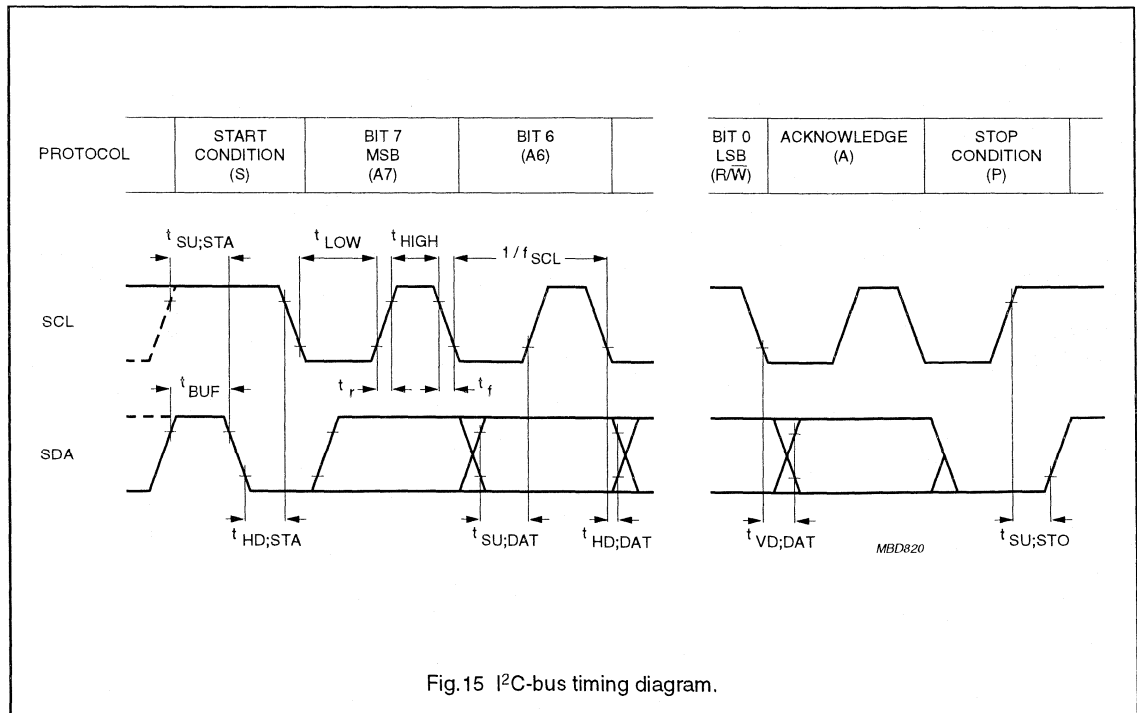 PROTOCOL
START
CONDITION
(S)
BIT 7
MSB
(A7)
BIT 6
(A6)
BIT 0
LSB
(R/W̅)
ACKNOWLEDGE
(A)
STOP
CONDITION
(P)
t SU;STA
t LOW
t HIGH
1 / f SCL
SCL
t BUF
t r
t f
SDA
t HD;STA
t SU;DAT
t HD;DAT
t VD;DAT
MBD820
t SU;STO
Fig.15 I²C-bus timing diagram.